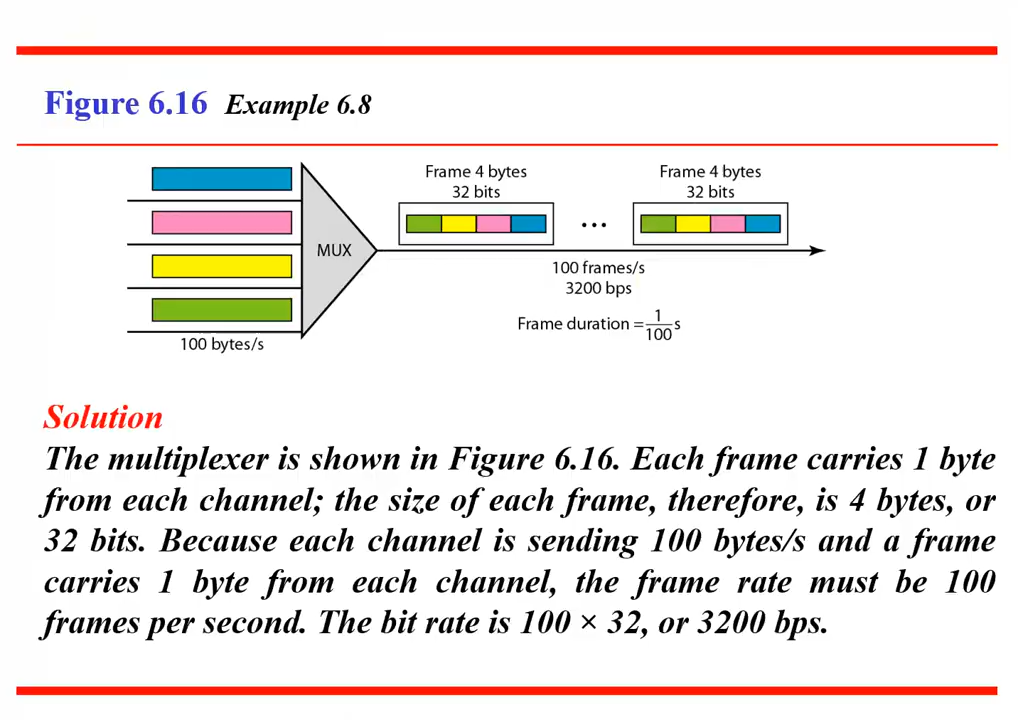 Figure 6.16 Example 6.8
Frame 4 bytes
32 bits
Frame 4 bytes
32 bits
MUX
...
100 frames/s
3200 bps
Frame duration = 1/100 s
100 bytes/s
Solution
The multiplexer is shown in Figure 6.16. Each frame carries 1 byte
from each channel; the size of each frame, therefore, is 4 bytes, or
32 bits. Because each channel is sending 100 bytes/s and a frame
carries 1 byte from each channel, the frame rate must be 100
frames per second. The bit rate is 100 × 32, or 3200 bps.